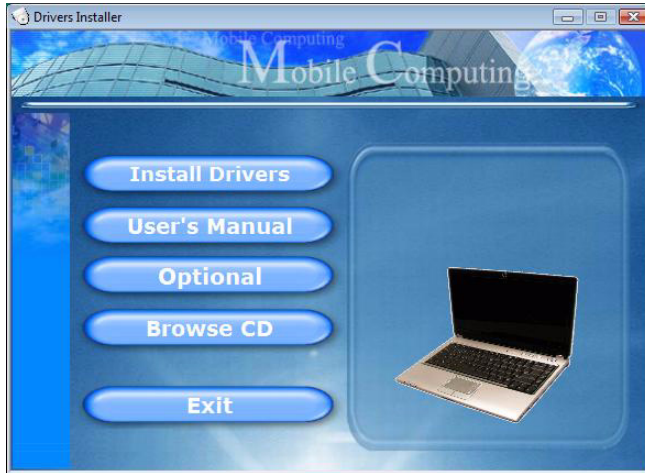 Drivers Installer
Mobile Computing
Mobile Computing
Install Drivers
User's Manual
Optional
Browse CD
Exit